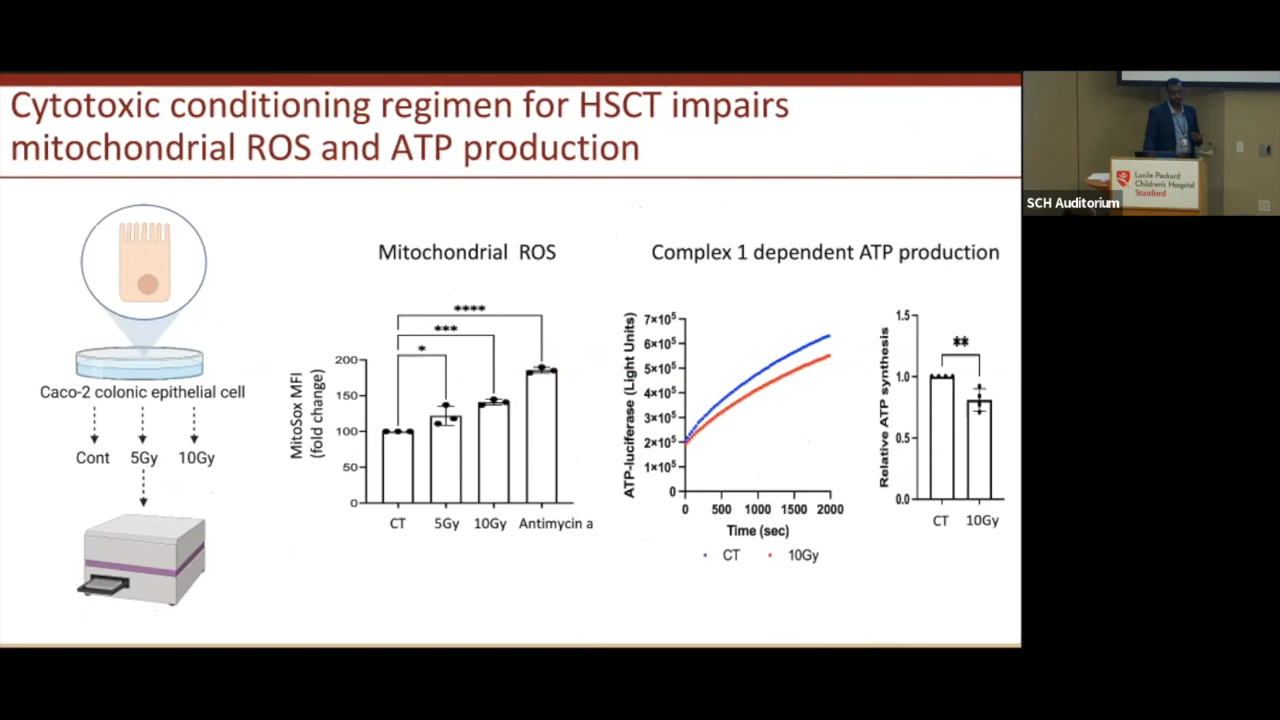 Cytotoxic conditioning regimen for HSCT impairs
mitochondrial ROS and ATP production
Caco-2 colonic epithelial cell
Cont 5Gy 10Gy
Mitochondrial ROS
**** 
***
*
200
150
100
50
0
MitoSox MFI
(fold change)
CT 5Gy 10Gy Antimycin a
Complex 1 dependent ATP production
ATP-luciferase (Light Units)
7×10⁵
6×10⁵
5×10⁵
4×10⁵
3×10⁵
2×10⁵
1×10⁵
0
0 500 1000 1500 2000
Time (sec)
CT 10Gy
Relative ATP synthesis
1.5
1.0
0.5
0.0
**
CT 10Gy
Lucile Packard
Children's Hospital
Stanford
SCH Auditorium